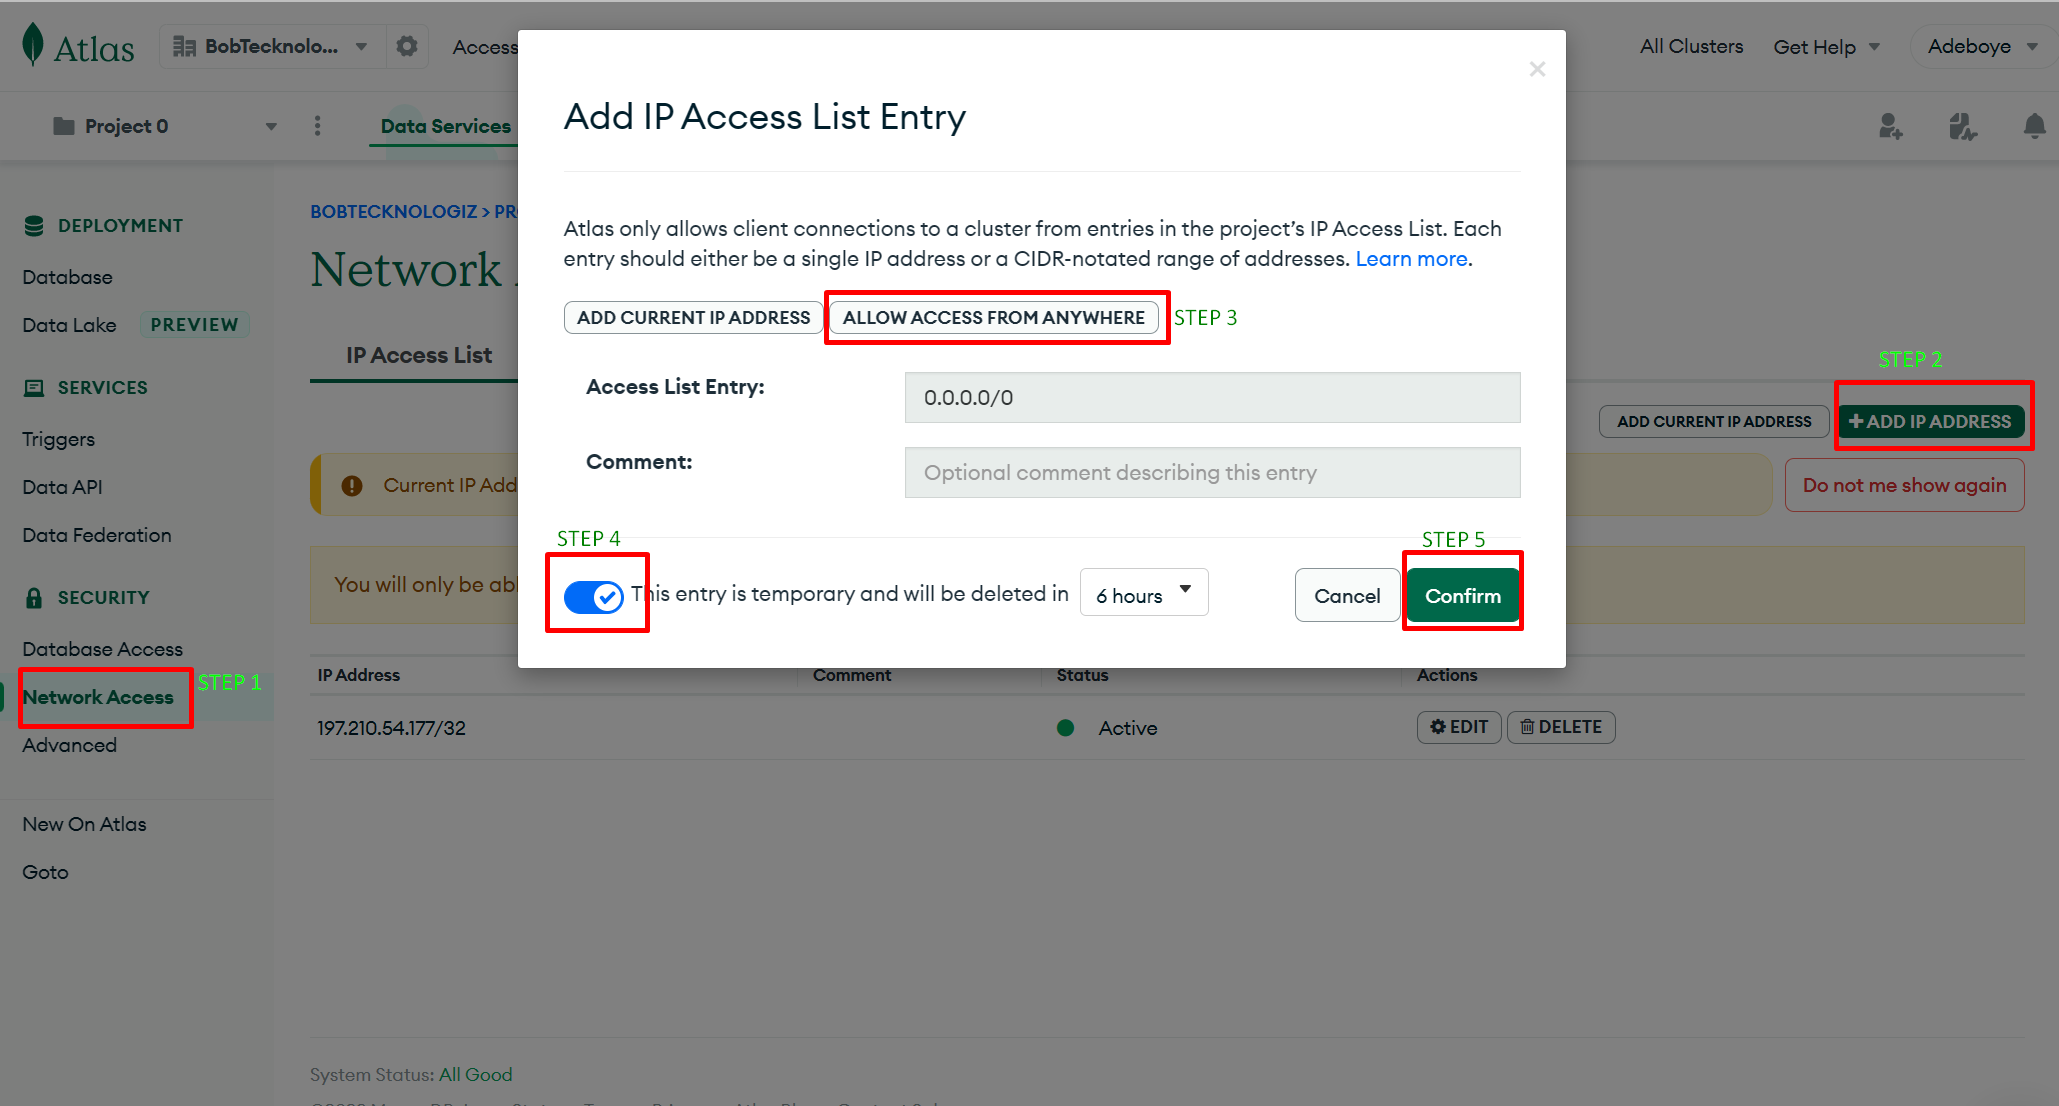 Atlas
BobTecknolo...
Access
All Clusters
Get Help
Adeboye
Project 0
Data Services
Add IP Access List Entry
DEPLOYMENT
Database
Data Lake PREVIEW
SERVICES
Triggers
Data API
Data Federation
SECURITY
Database Access
Network Access STEP 1
Advanced
New On Atlas
Goto
BOBTECKNOLOGIZ > PR
Network
IP Access List
Atlas only allows client connections to a cluster from entries in the project’s IP Access List. Each
entry should either be a single IP address or a CIDR-notated range of addresses. Learn more.
ADD CURRENT IP ADDRESS ALLOW ACCESS FROM ANYWHERE STEP 3
Access List Entry: 0.0.0.0/0
Comment: Optional comment describing this entry
STEP 4
STEP 5
This entry is temporary and will be deleted in 6 hours Cancel Confirm
STEP 2
ADD CURRENT IP ADDRESS +ADD IP ADDRESS
Current IP Add
Do not me show again
You will only be abl
IP Address Comment Status Actions
197.210.54.177/32 Active EDIT DELETE
System Status: All Good